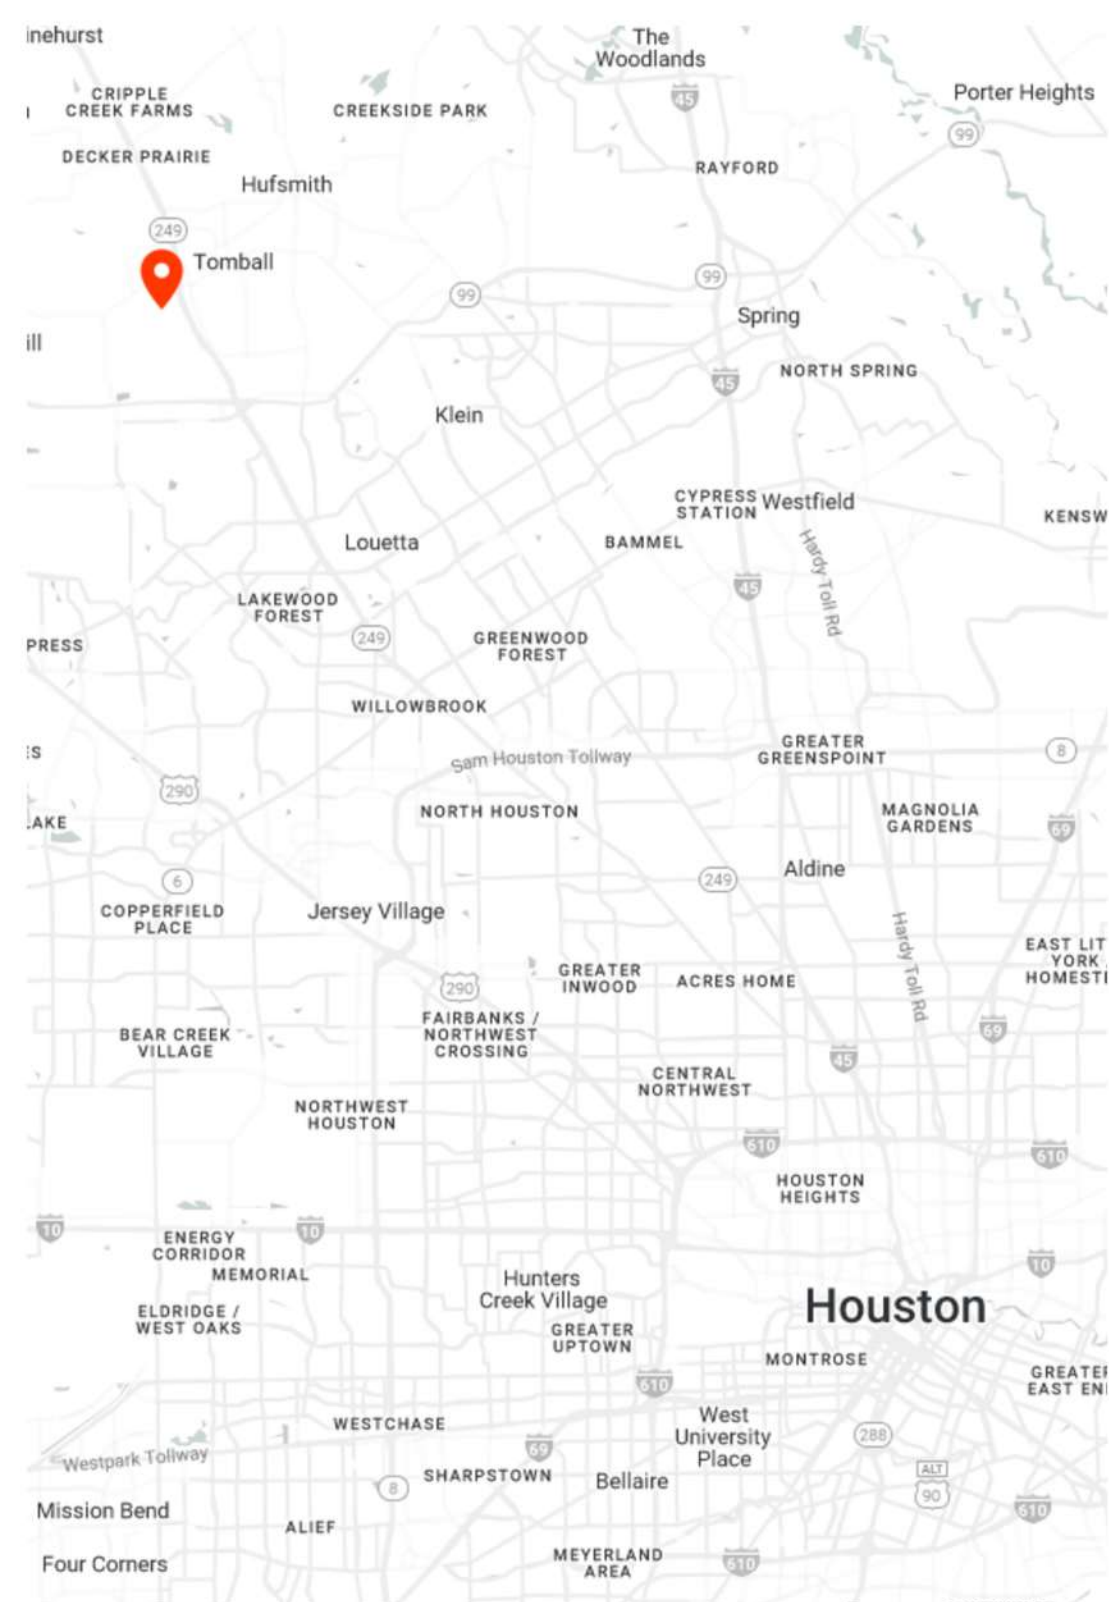 inehurst
The
Woodlands
CRIPPLE
CREEK FARMS
CREEKSIDE PARK
45
Porter Heights
99
DECKER PRAIRIE
RAYFORD
Hufsmith
249
Tomball
99
99
Spring
ill
NORTH SPRING
45
Klein
CYPRESS
STATION
Westfield
KENSW
Louetta
BAMMEL
Hardy Toll Rd
45
LAKEWOOD
FOREST
249
GREENWOOD
FOREST
PRESS
WILLOWBROOK
GREATER
GREENSPOINT
8
ES
Sam Houston Tollway
290
NORTH HOUSTON
MAGNOLIA
GARDENS
69
LAKE
Aldine
249
6
COPPERFIELD
PLACE
Jersey Village
Hardy Toll Rd
EAST LIT
YORK
HOMESTE
GREATER
INWOOD
ACRES HOME
290
FAIRBANKS /
NORTHWEST
CROSSING
BEAR CREEK
VILLAGE
69
45
CENTRAL
NORTHWEST
NORTHWEST
HOUSTON
610
610
HOUSTON
HEIGHTS
10
10
ENERGY
CORRIDOR
MEMORIAL
10
Hunters
Creek Village
Houston
ELDRIDGE /
WEST OAKS
GREATER
UPTOWN
MONTROSE
GREATER
EAST EN
610
WESTCHASE
West
University
Place
288
69
Westpark Tollway
SHARPSTOWN
Bellaire
8
ALT
90
Mission Bend
610
ALIEF
Four Corners
MEYERLAND
AREA
610